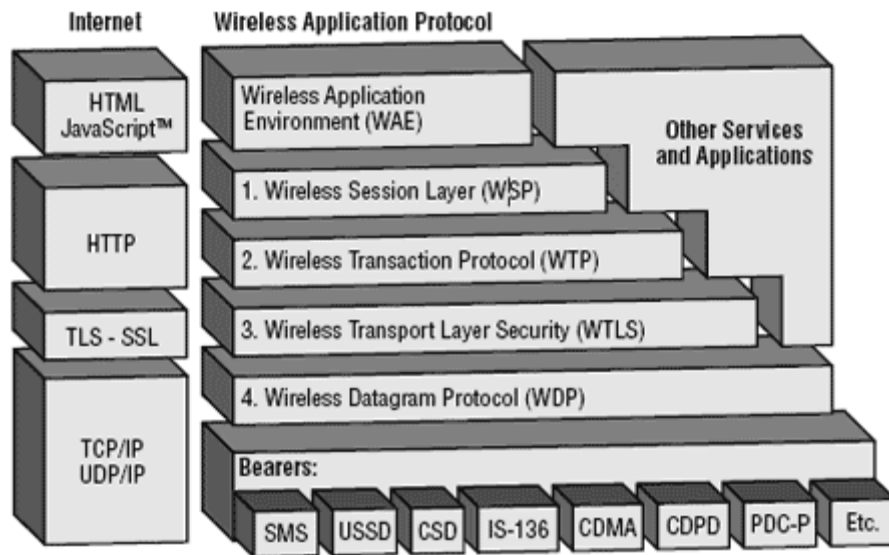 Internet
Wireless Application Protocol
HTML
JavaScript™
Wireless Application
Environment (WAE)
Other Services
and Applications
1. Wireless Session Layer (WSP)
HTTP
2. Wireless Transaction Protocol (WTP)
TLS - SSL
3. Wireless Transport Layer Security (WTLS)
4. Wireless Datagram Protocol (WDP)
TCP/IP
UDP/IP
Bearers:
SMS
USSD
CSD
IS-136
CDMA
CDPD
PDC-P
Etc.